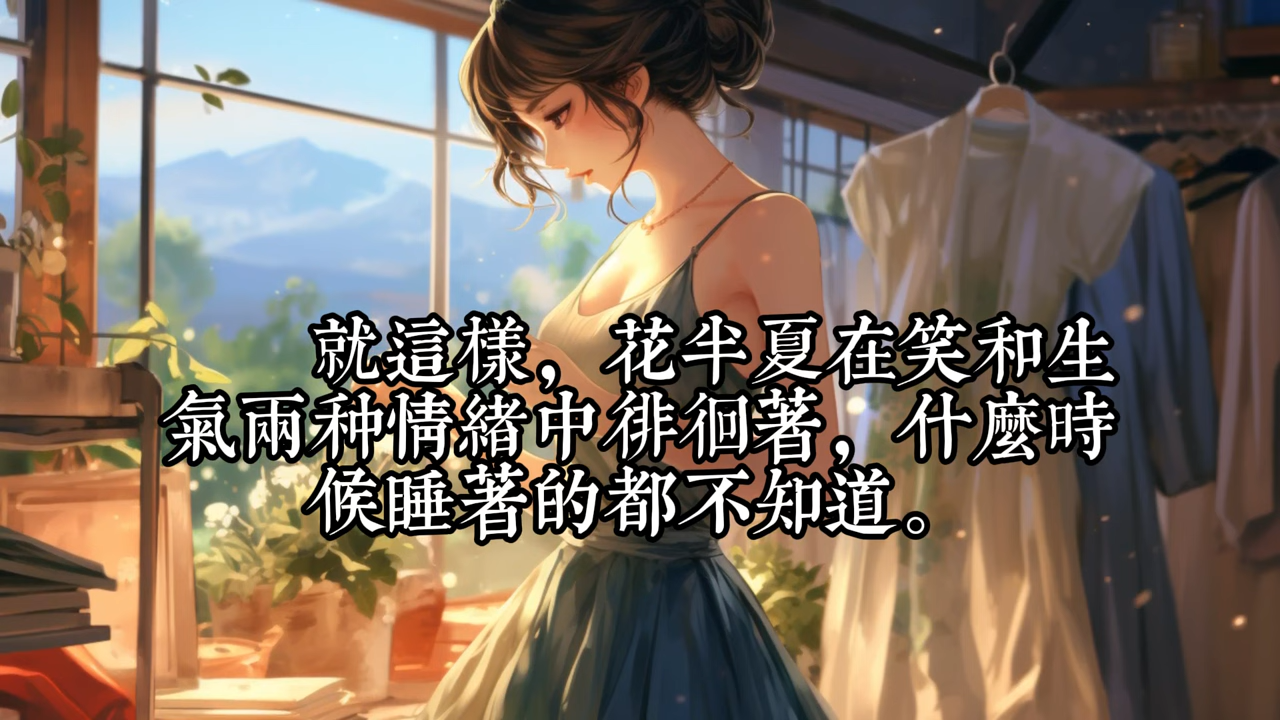 就這樣，花半夏在笑和生
氣兩种情緒中徘徊著，什麼時
候睡著的都不知道。